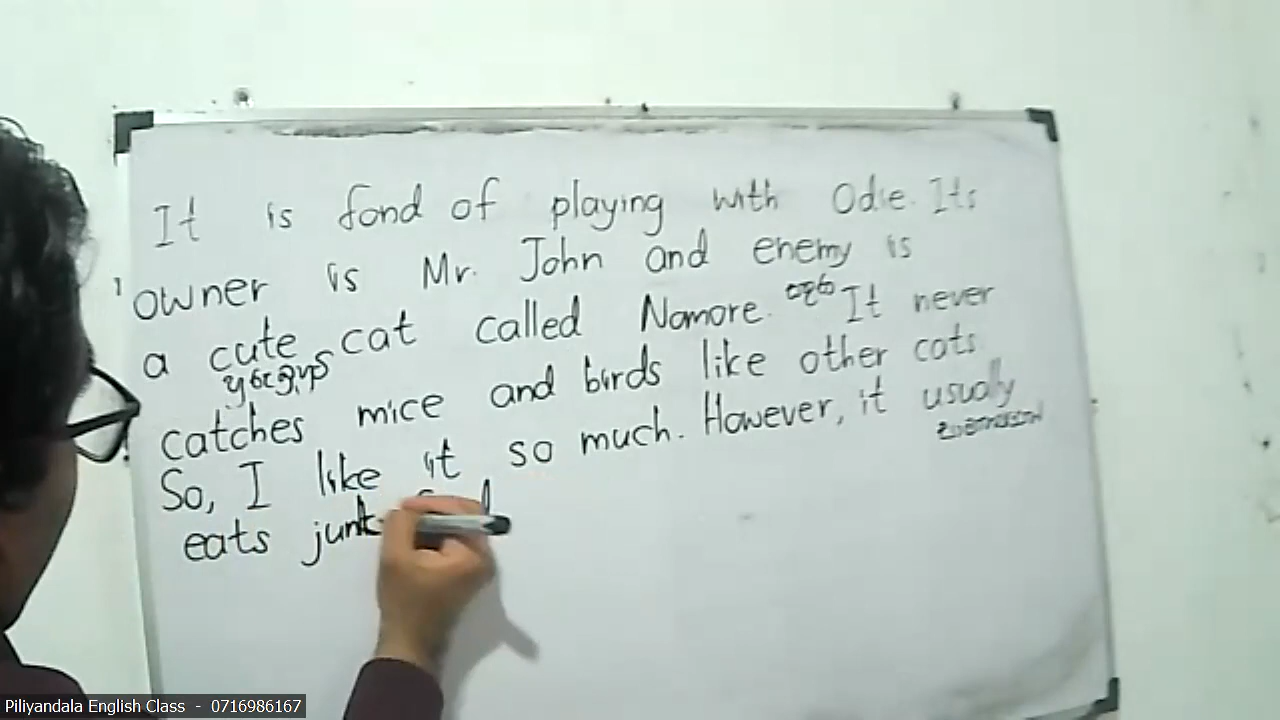 It is fond of playing with Odie. Its
owner is Mr. John and enemy is
a cute cat called Namore. It never
catches mice and birds like other cats.
So, I like it so much. However, it usually
eats junk
Piliyandala English Class - 0716986167